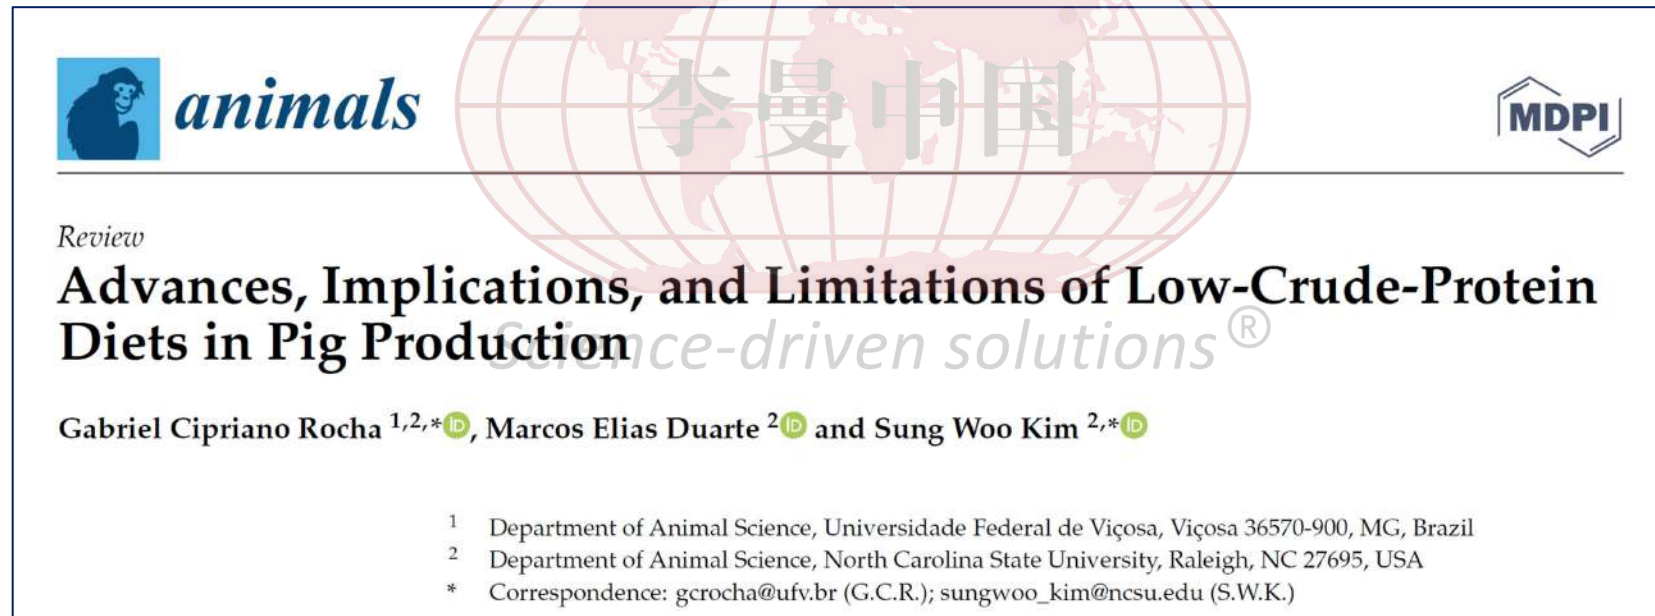 animals
李曼中国
MDPI
Review
Advances, Implications, and Limitations of Low-Crude-Protein
Diets in Pig Production
Science-driven solutions®
Gabriel Cipriano Rocha 1,2,* iD, Marcos Elias Duarte 2 iD and Sung Woo Kim 2,* iD
1 Department of Animal Science, Universidade Federal de Viçosa, Viçosa 36570-900, MG, Brazil
2 Department of Animal Science, North Carolina State University, Raleigh, NC 27695, USA
* Correspondence: gcrocha@ufv.br (G.C.R.); sungwoo_kim@ncsu.edu (S.W.K.)